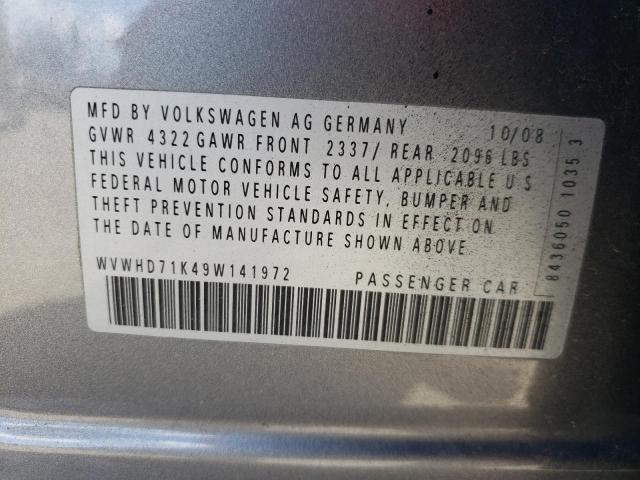 MFD BY VOLKSWAGEN AG GERMANY 10/08
GVWR 4322 GAWR FRONT 2337/ REAR 2096 LBS
THIS VEHICLE CONFORMS TO ALL APPLICABLE U S
FEDERAL MOTOR VEHICLE SAFETY, BUMPER AND
THEFT PREVENTION STANDARDS IN EFFECT ON
THE DATE OF MANUFACTURE SHOWN ABOVE
WVWHD71K49W141972 PASSENGER CAR
8436050 1035 3